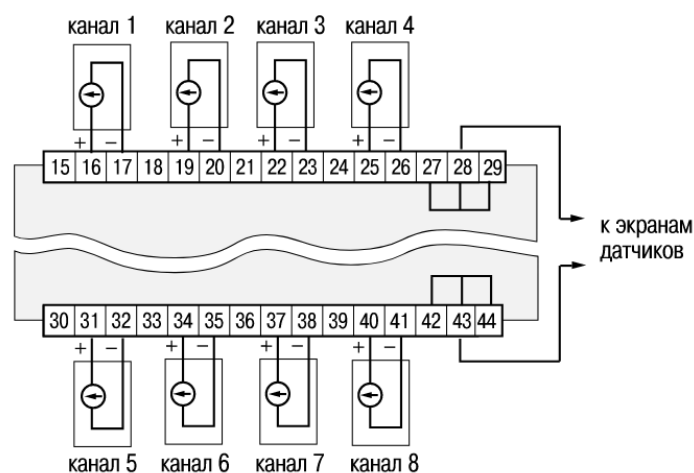 канал 1 канал 2 канал 3 канал 4
+ – + – + – + –
15 16 17 18 19 20 21 22 23 24 25 26 27 28 29
к экранам
датчиков
30 31 32 33 34 35 36 37 38 39 40 41 42 43 44
+ – + – + – + –
канал 5 канал 6 канал 7 канал 8